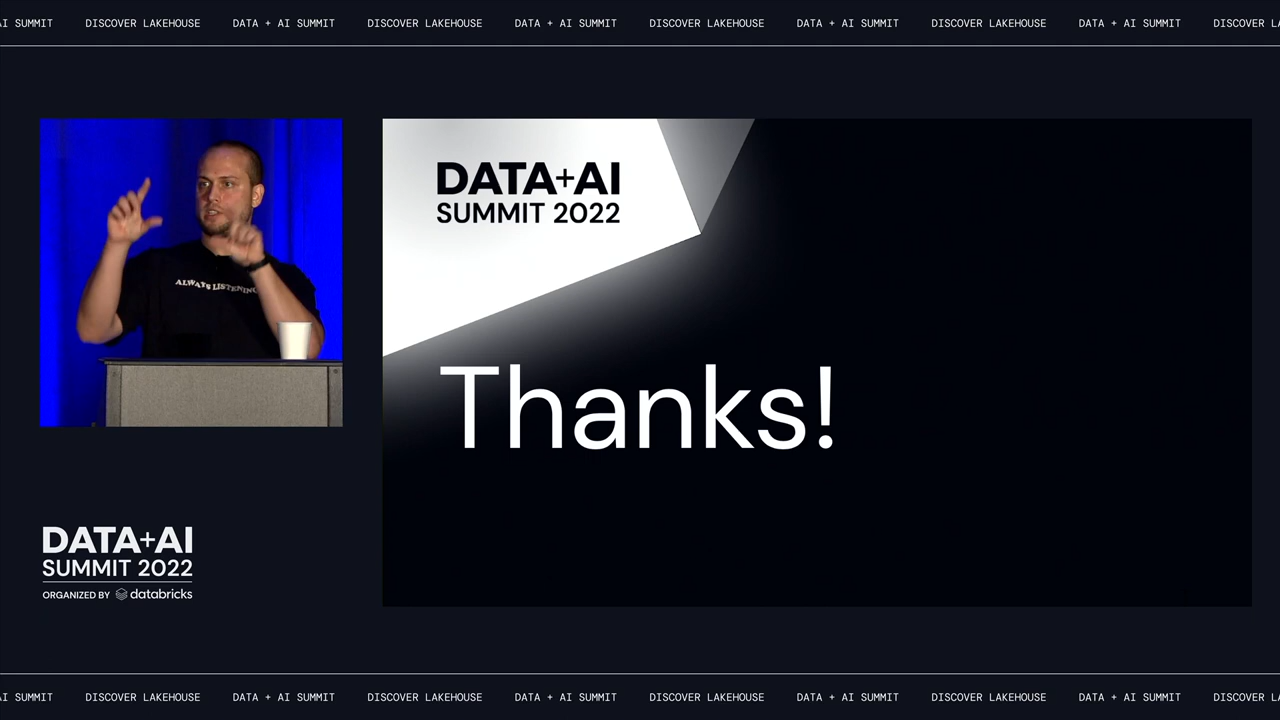 AI SUMMIT DISCOVER LAKEHOUSE DATA + AI SUMMIT DISCOVER LAKEHOUSE DATA + AI SUMMIT DISCOVER LAKEHOUSE DATA + AI SUMMIT DISCOVER LAKEHOUSE DATA + AI SUMMIT DISCOVER
ALWAYS LISTENING
DATA+AI
SUMMIT 2022
Thanks!
DATA+AI
SUMMIT 2022
ORGANIZED BY databricks
AI SUMMIT DISCOVER LAKEHOUSE DATA + AI SUMMIT DISCOVER LAKEHOUSE DATA + AI SUMMIT DISCOVER LAKEHOUSE DATA + AI SUMMIT DISCOVER LAKEHOUSE DATA + AI SUMMIT DISCOVER